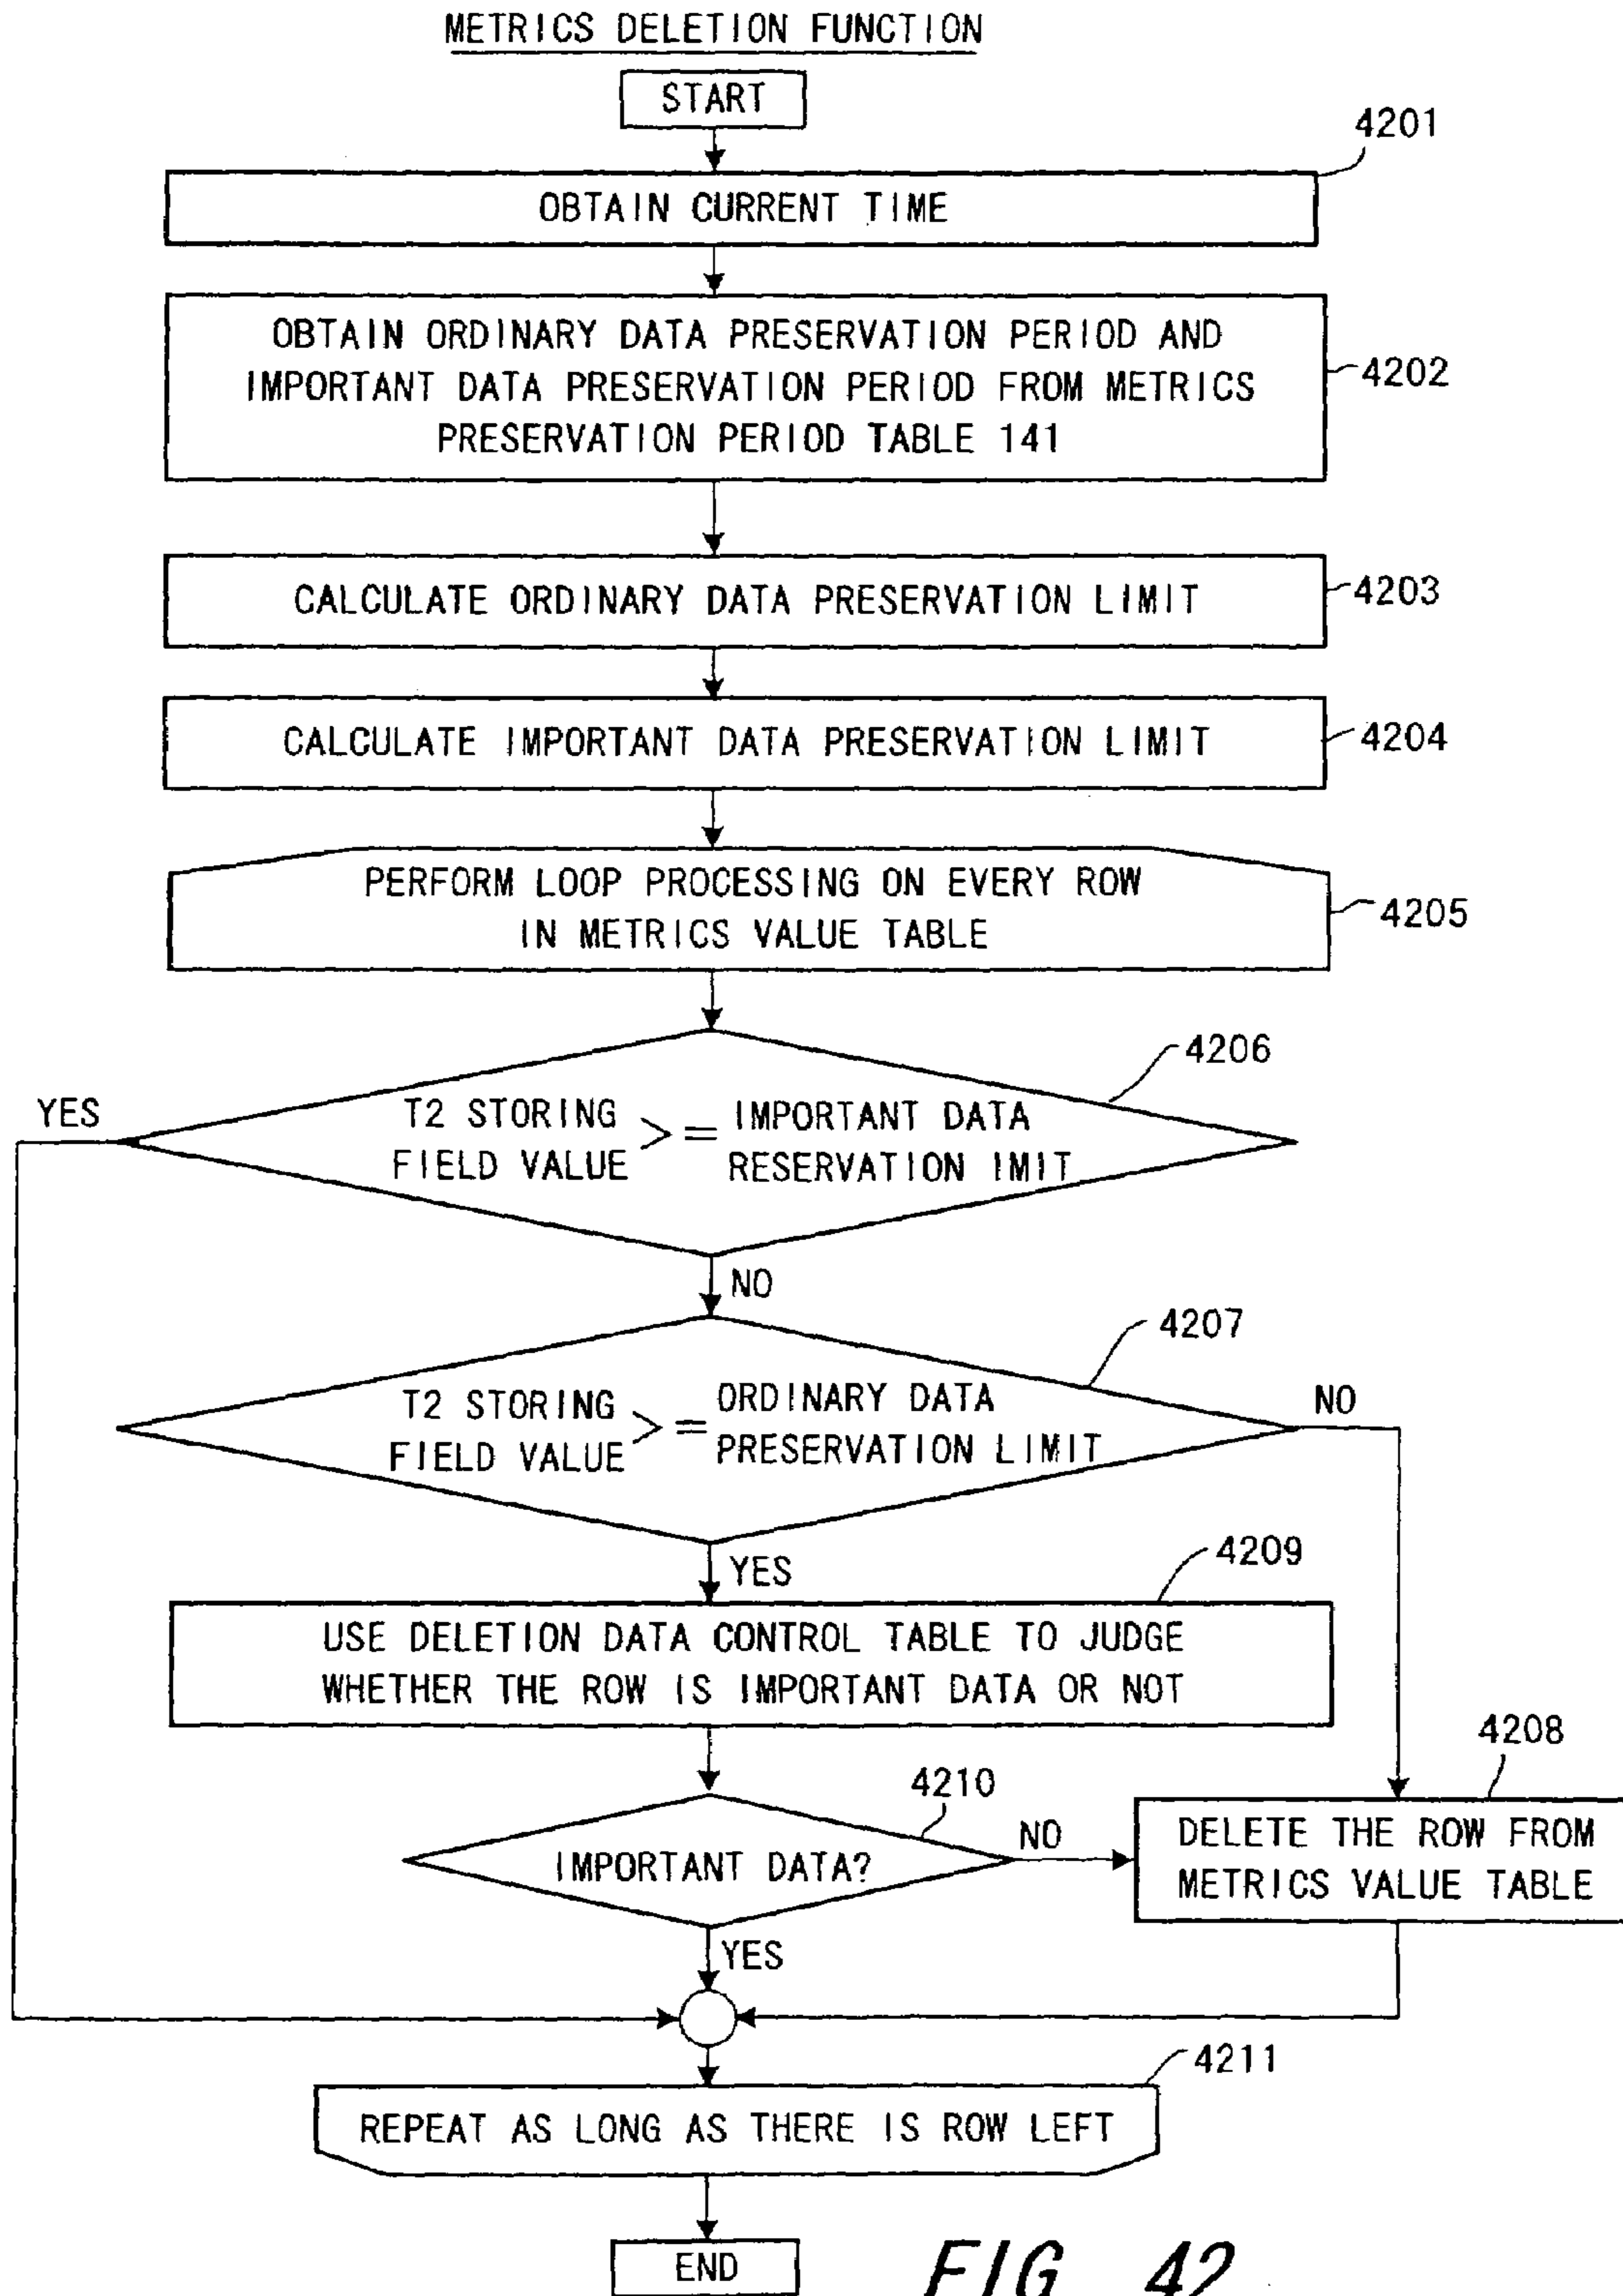 METRICS DELETION FUNCTION
START
4201
OBTAIN CURRENT TIME
OBTAIN ORDINARY DATA PRESERVATION PERIOD AND
IMPORTANT DATA PRESERVATION PERIOD FROM METRICS
PRESERVATION PERIOD TABLE 141
4202
CALCULATE ORDINARY DATA PRESERVATION LIMIT
4203
CALCULATE IMPORTANT DATA PRESERVATION LIMIT
4204
PERFORM LOOP PROCESSING ON EVERY ROW
IN METRICS VALUE TABLE
4205
4206
YES
T2 STORING
FIELD VALUE
>=
IMPORTANT DATA
RESERVATION IMIT
NO
4207
T2 STORING
FIELD VALUE
>=
ORDINARY DATA
PRESERVATION LIMIT
NO
YES
4209
USE DELETION DATA CONTROL TABLE TO JUDGE
WHETHER THE ROW IS IMPORTANT DATA OR NOT
4208
4210
IMPORTANT DATA?
NO
DELETE THE ROW FROM
METRICS VALUE TABLE
YES
4211
REPEAT AS LONG AS THERE IS ROW LEFT
END
FIG. 42